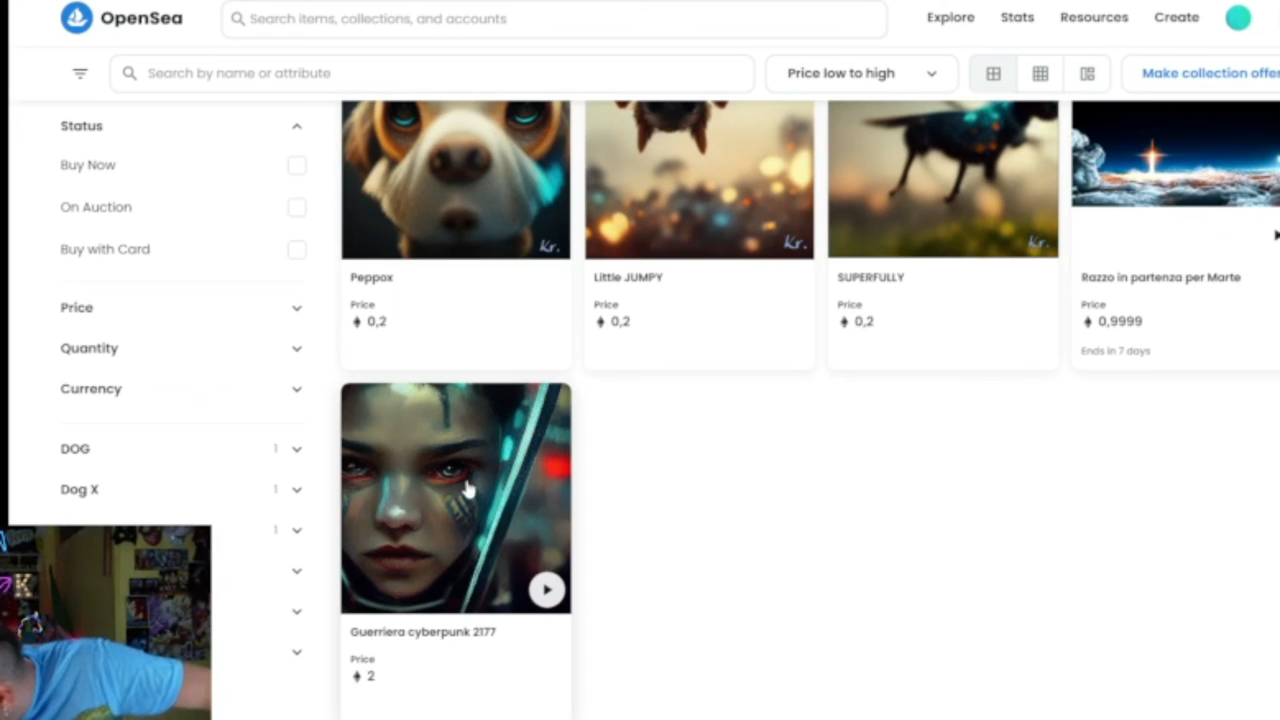 OpenSea
Search items, collections, and accounts
Explore
Stats
Resources
Create
Search by name or attribute
Price low to high
Make collection offer
Status
Buy Now
On Auction
Buy with Card
Price
Quantity
Currency
DOG 1
Dog X 1
1
Kr.
Kr.
Kr.
Peppox
Price
0,2
Little JUMPY
Price
0,2
SUPERFULLY
Price
0,2
Razzo in partenza per Marte
Price
0,9999
Ends in 7 days
Guerriera cyberpunk 2177
Price
2
K